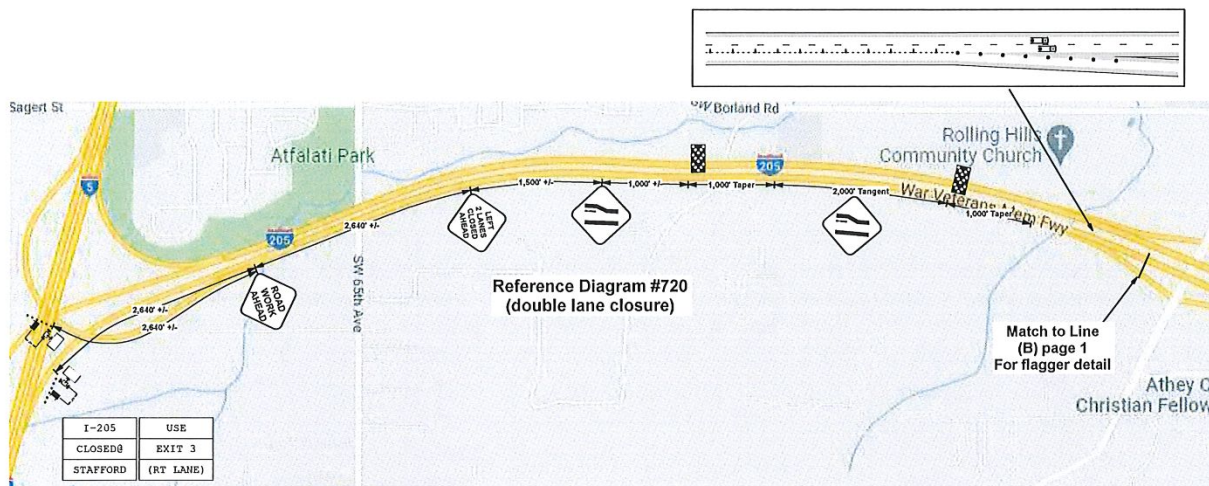 Sagert St
SW Borland Rd
Rolling Hills
Community Church
Atfalati Park
5
205
205
War Veterans Mem Fwy
1,500' +/-
1,000' +/-
1,000' Taper
2,000' Tangent
1,000' Taper
2,640' +/-
LEFT
2 LANES
CLOSED
AHEAD
SW 65th Ave
ROAD
WORK
AHEAD
2,640' +/-
2,640' +/-
Reference Diagram #720
(double lane closure)
Match to Line
(B) page 1
For flagger detail
Athey C
Christian Fellow
I-205 USE
CLOSED@ EXIT 3
STAFFORD (RT LANE)